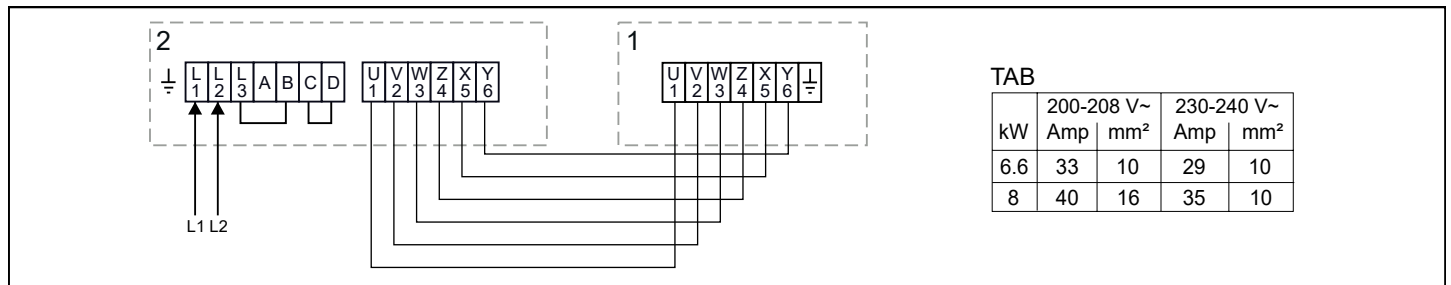 2
L L L A B C D
1 2 3
U V W Z X Y
1 2 3 4 5 6
L1 L2
1
U V W Z X Y
1 2 3 4 5 6
TAB
200-208 V~ 230-240 V~
kW Amp mm² Amp mm²
6.6 33 10 29 10
8 40 16 35 10